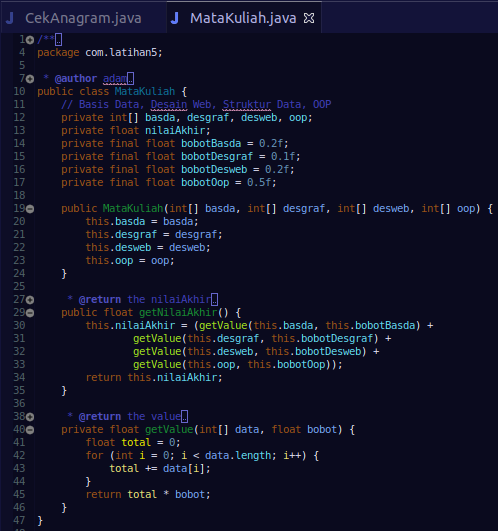 CekAnagram.java MataKuliah.java
1 /**
4 package com.latihan5;
5
7 * @author adam
10 public class MataKuliah {
11     // Basis Data, Desain Web, Struktur Data, OOP
12     private int[] basda, desgraf, desweb, oop;
13     private float nilaiAkhir;
14     private final float bobotBasda = 0.2f;
15     private final float bobotDesgraf = 0.1f;
16     private final float bobotDesweb = 0.2f;
17     private final float bobotOop = 0.5f;
18
19     public MataKuliah(int[] basda, int[] desgraf, int[] desweb, int[] oop) {
20         this.basda = basda;
21         this.desgraf = desgraf;
22         this.desweb = desweb;
23         this.oop = oop;
24     }
25
27     * @return the nilaiAkhir
29     public float getNilaiAkhir() {
30         this.nilaiAkhir = (getValue(this.basda, this.bobotBasda) +
31                 getValue(this.desgraf, this.bobotDesgraf) +
32                 getValue(this.desweb, this.bobotDesweb) +
33                 getValue(this.oop, this.bobotOop));
34         return this.nilaiAkhir;
35     }
36
38     * @return the value
40     private float getValue(int[] data, float bobot) {
41         float total = 0;
42         for (int i = 0; i < data.length; i++) {
43             total += data[i];
44         }
45         return total * bobot;
46     }
47 }